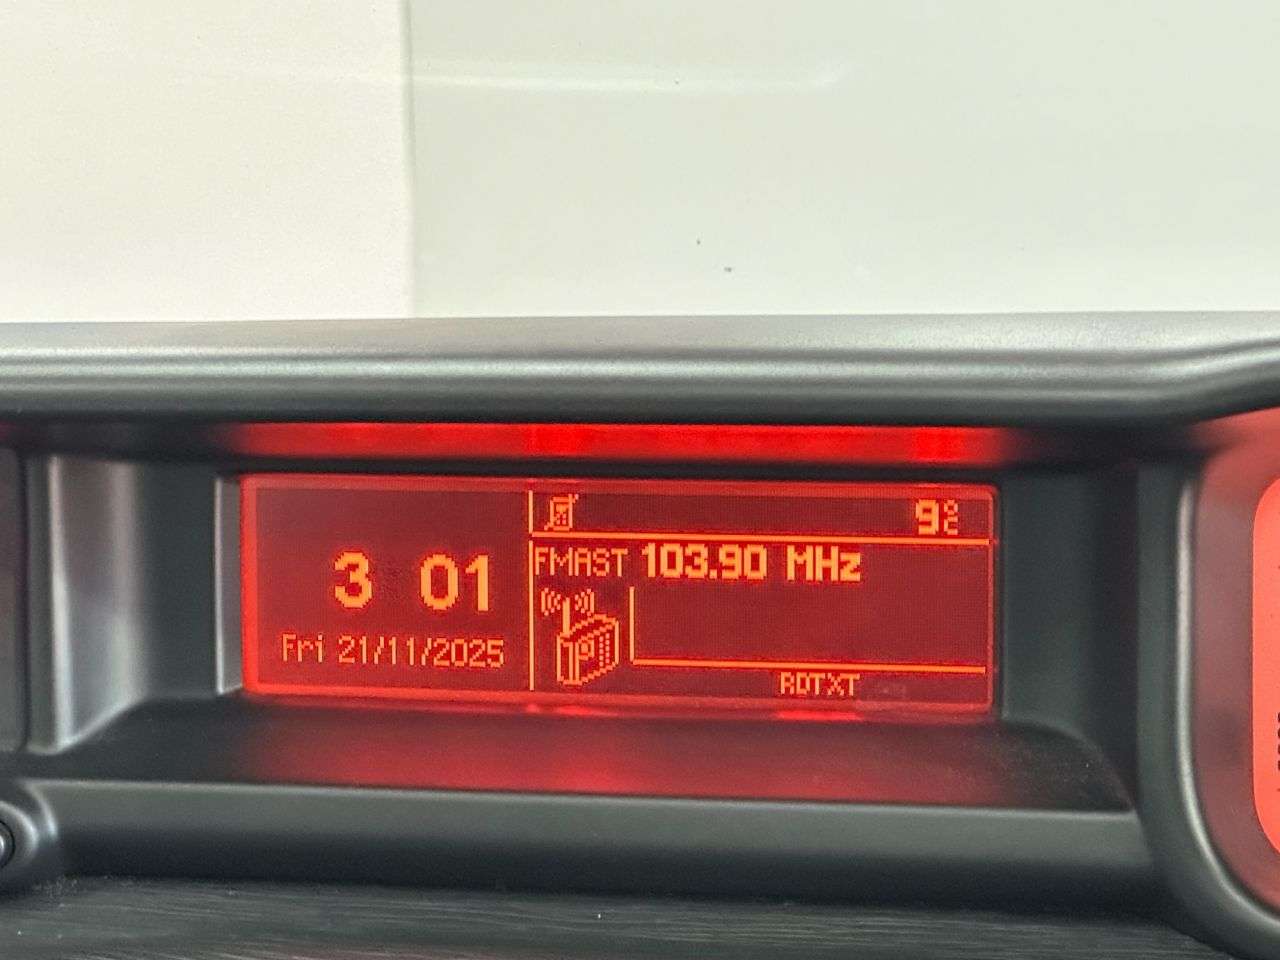 3 01
Fri 21/11/2025
9°C
FMAST 103.90 MHz
RDTXT